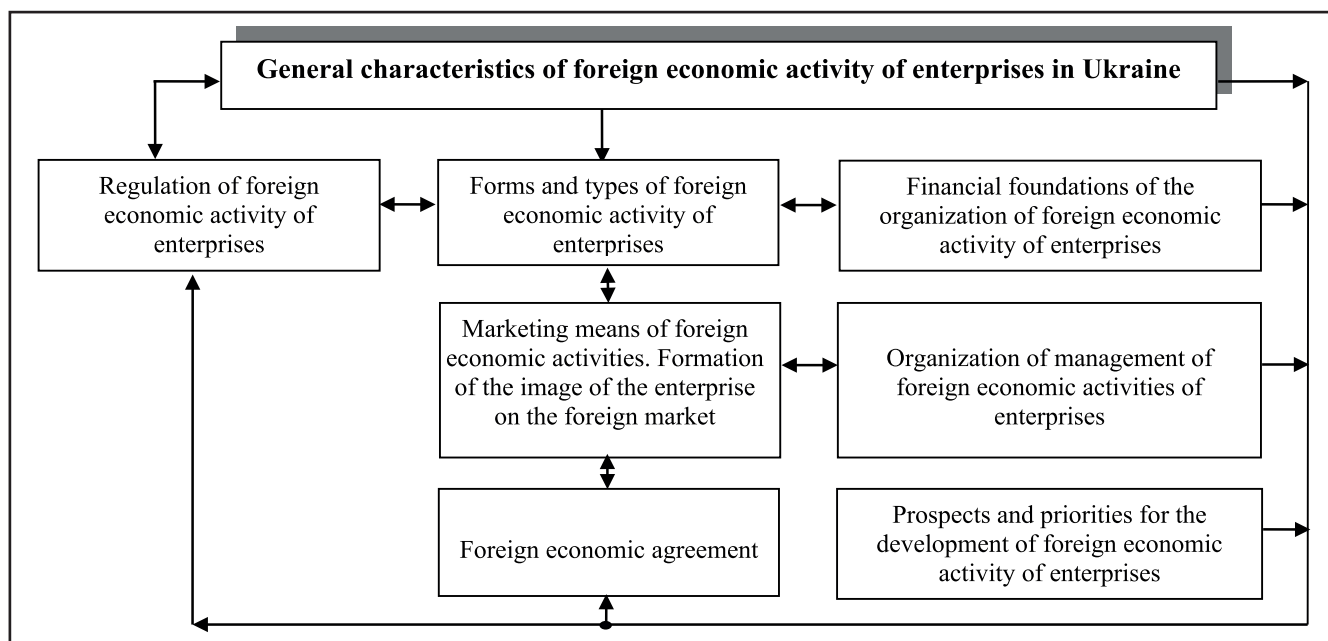 General characteristics of foreign economic activity of enterprises in Ukraine
Regulation of foreign
economic activity of
enterprises
Forms and types of foreign
economic activity of
enterprises
Financial foundations of the
organization of foreign economic
activity of enterprises
Marketing means of foreign
economic activities. Formation
of the image of the enterprise
on the foreign market
Organization of management of
foreign economic activities of
enterprises
Foreign economic agreement
Prospects and priorities for the
development of foreign economic
activity of enterprises